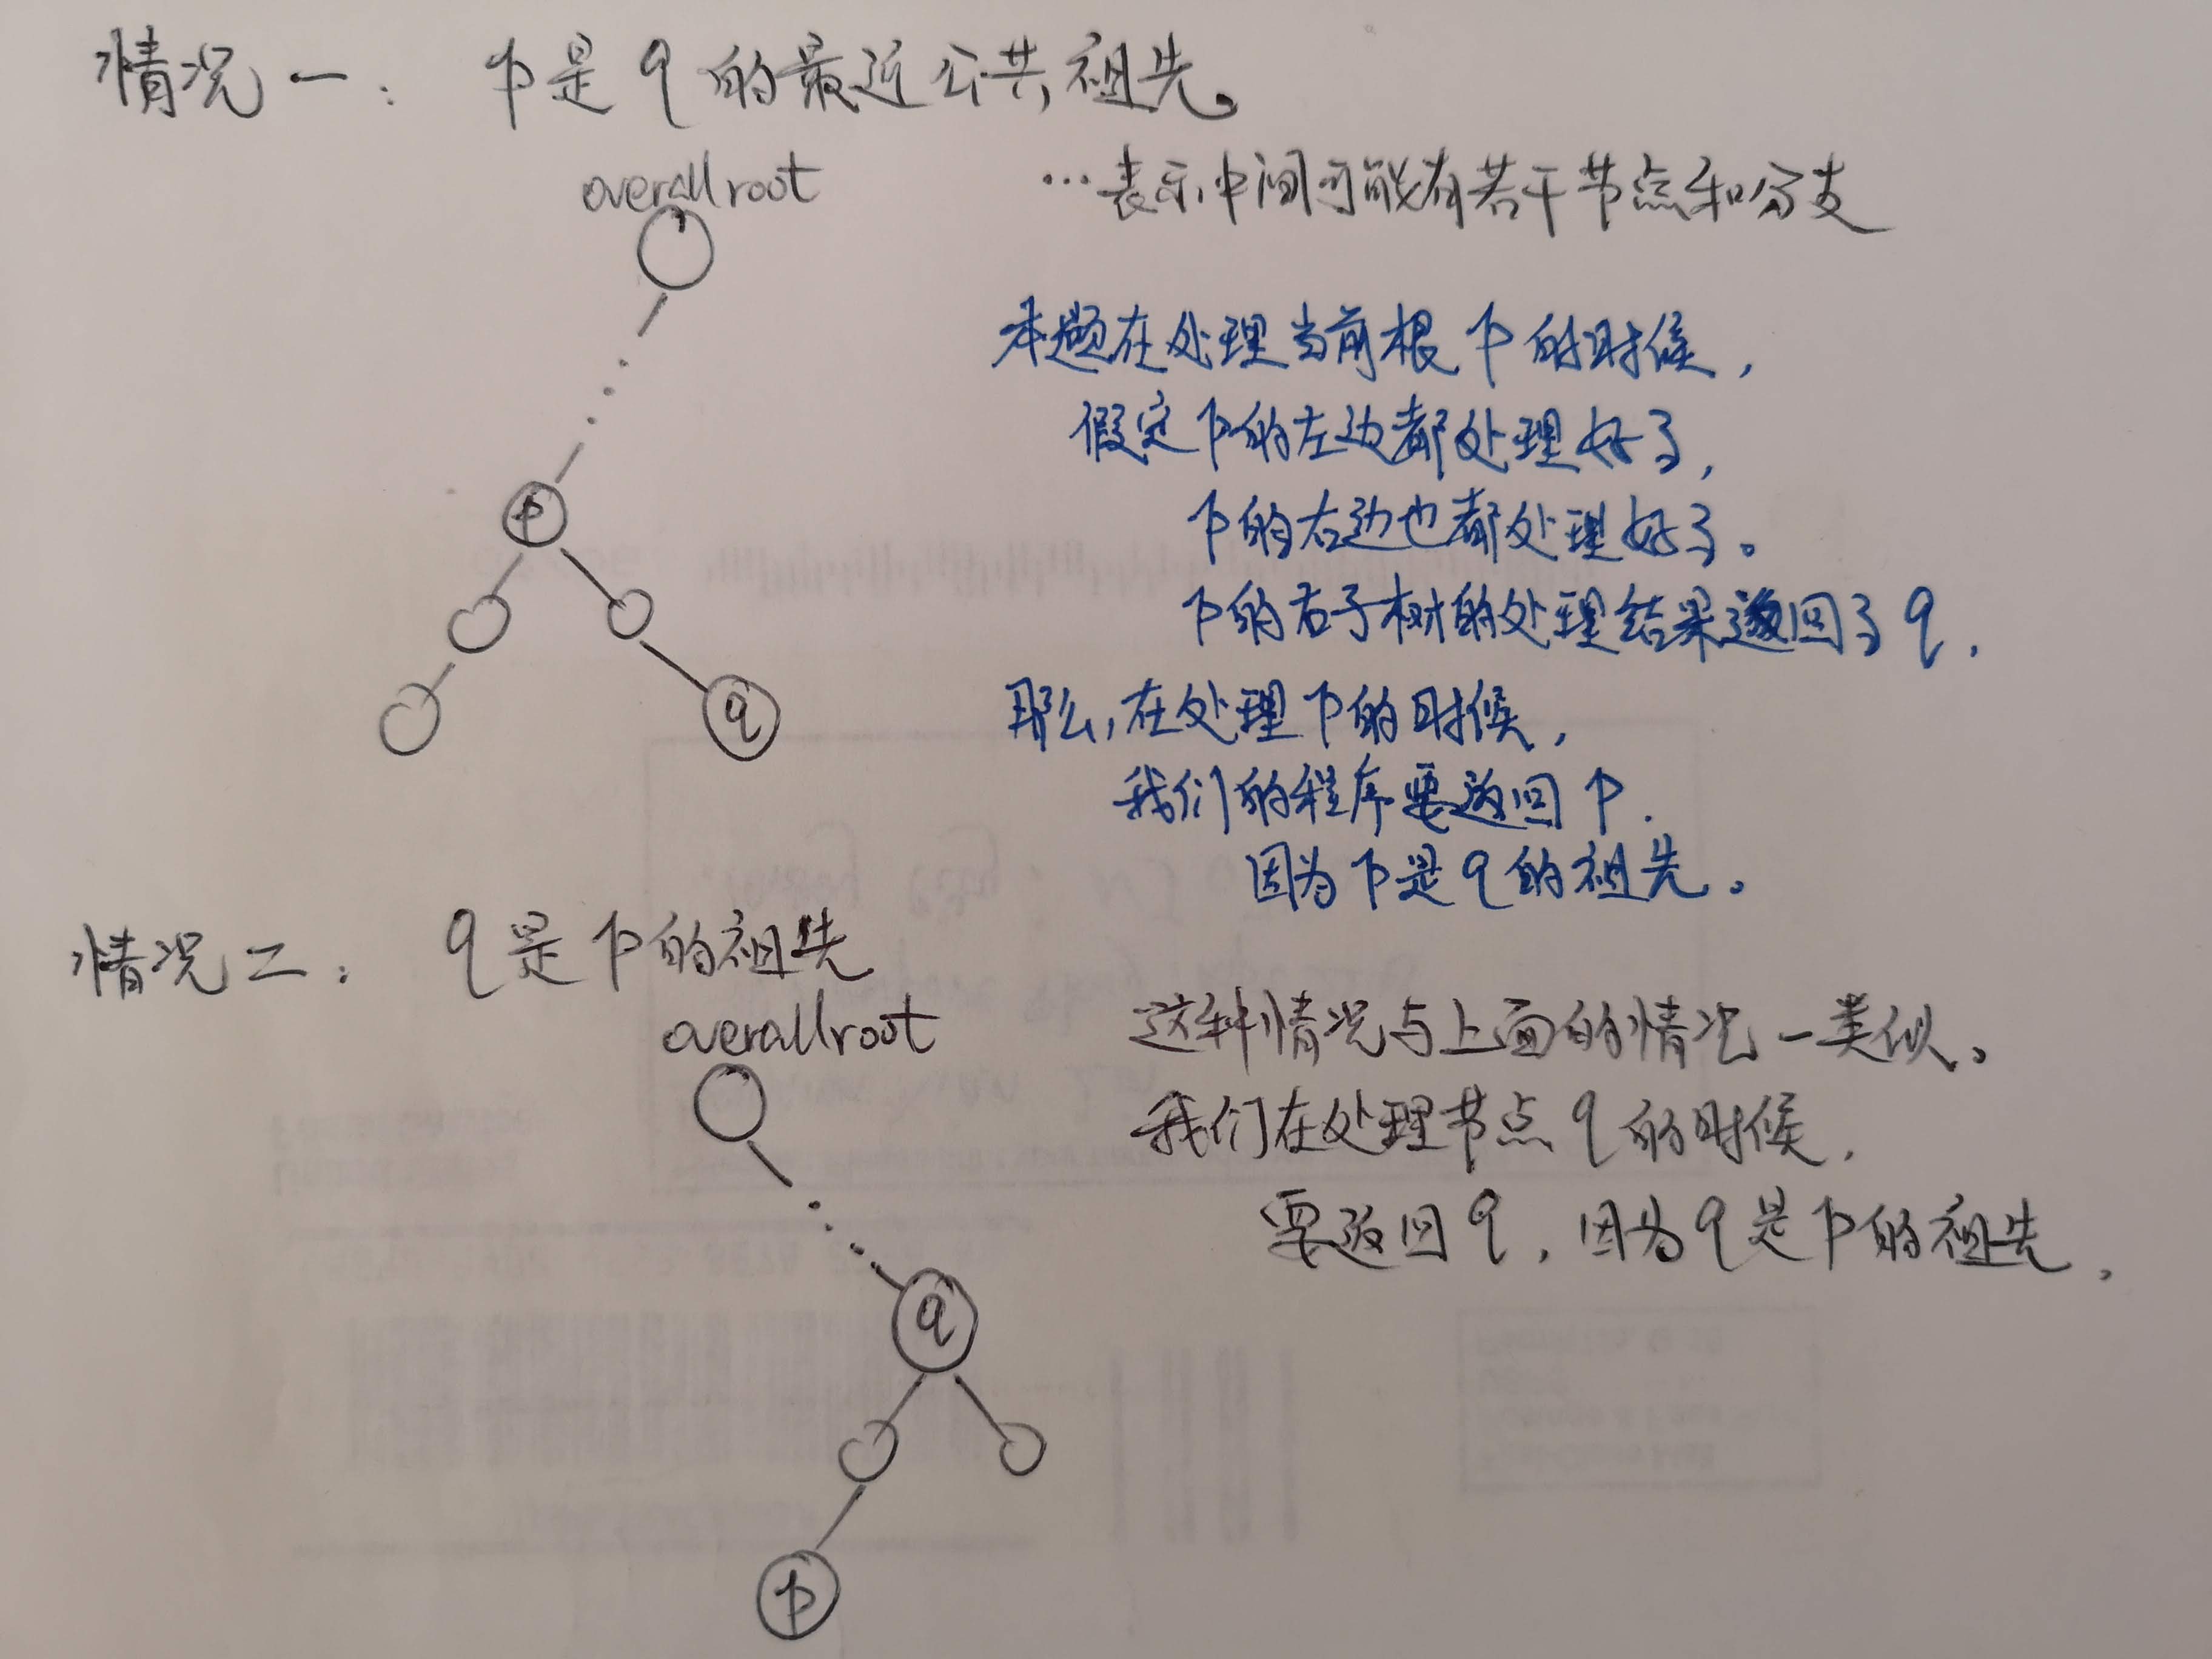 情况一： p是q的最近公共祖先。
overallroot
…表示中间可能有若干节点和分支
本题在处理当前根p的时候，
假定p的左边都处理好了，
p的右边也都处理好了。
p的右子树的处理结果返回了q，
那么，在处理p的时候，
我们的程序要返回p.
因为p是q的祖先。
p
q
情况二： q是p的祖先
overallroot
这种情况与上面的情况一类似。
我们在处理节点q的时候，
要返回q，因为q是p的祖先，
q
p